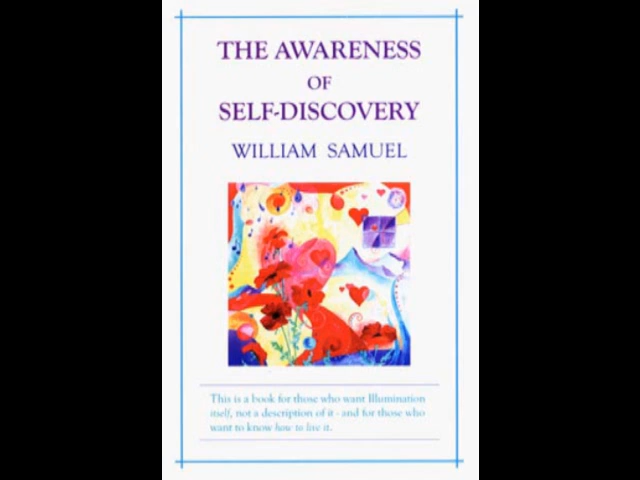 THE AWARENESS
OF
SELF-DISCOVERY
WILLIAM SAMUEL
This is a book for those who want Illumination
itself, not a description of it - and for those who
want to know how to live it.